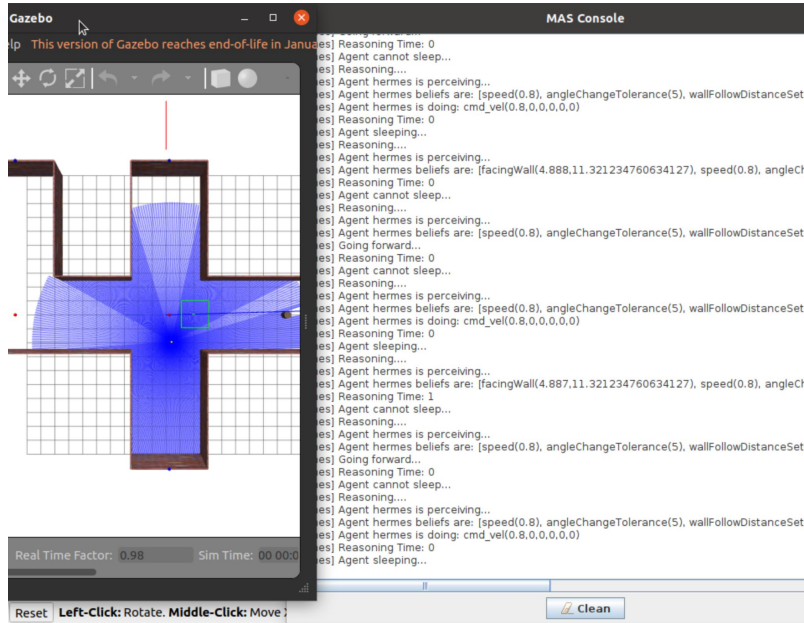 Gazebo
elp This version of Gazebo reaches end-of-life in Janua
Real Time Factor: 0.98 Sim Time: 00 00:0
Reset Left-Click: Rotate. Middle-Click: Move
MAS Console
es] Reasoning Time: 0
es] Agent cannot sleep...
es] Reasoning....
es] Agent hermes is perceiving...
es] Agent hermes beliefs are: [speed(0.8), angleChangeTolerance(5), wallFollowDistanceSet
es] Agent hermes is doing: cmd_vel(0.8,0,0,0,0,0)
es] Reasoning Time: 0
es] Agent sleeping...
es] Reasoning....
es] Agent hermes is perceiving...
es] Agent hermes beliefs are: [facingWall(4.888,11.321234760634127), speed(0.8), angleCh
es] Reasoning Time: 0
es] Agent cannot sleep...
es] Reasoning....
es] Agent hermes is perceiving...
es] Agent hermes beliefs are: [speed(0.8), angleChangeTolerance(5), wallFollowDistanceSet
es] Going forward...
es] Reasoning Time: 0
es] Agent cannot sleep...
es] Reasoning....
es] Agent hermes is perceiving...
es] Agent hermes beliefs are: [speed(0.8), angleChangeTolerance(5), wallFollowDistanceSet
es] Agent hermes is doing: cmd_vel(0.8,0,0,0,0,0)
es] Reasoning Time: 0
es] Agent sleeping...
es] Reasoning....
es] Agent hermes is perceiving...
es] Agent hermes beliefs are: [facingWall(4.887,11.321234760634127), speed(0.8), angleCh
es] Reasoning Time: 1
es] Agent cannot sleep...
es] Reasoning....
es] Agent hermes is perceiving...
es] Agent hermes beliefs are: [speed(0.8), angleChangeTolerance(5), wallFollowDistanceSet
es] Going forward...
es] Reasoning Time: 0
es] Agent cannot sleep...
es] Reasoning....
es] Agent hermes is perceiving...
es] Agent hermes beliefs are: [speed(0.8), angleChangeTolerance(5), wallFollowDistanceSet
es] Agent hermes is doing: cmd_vel(0.8,0,0,0,0,0)
es] Reasoning Time: 0
es] Agent sleeping...
Clean